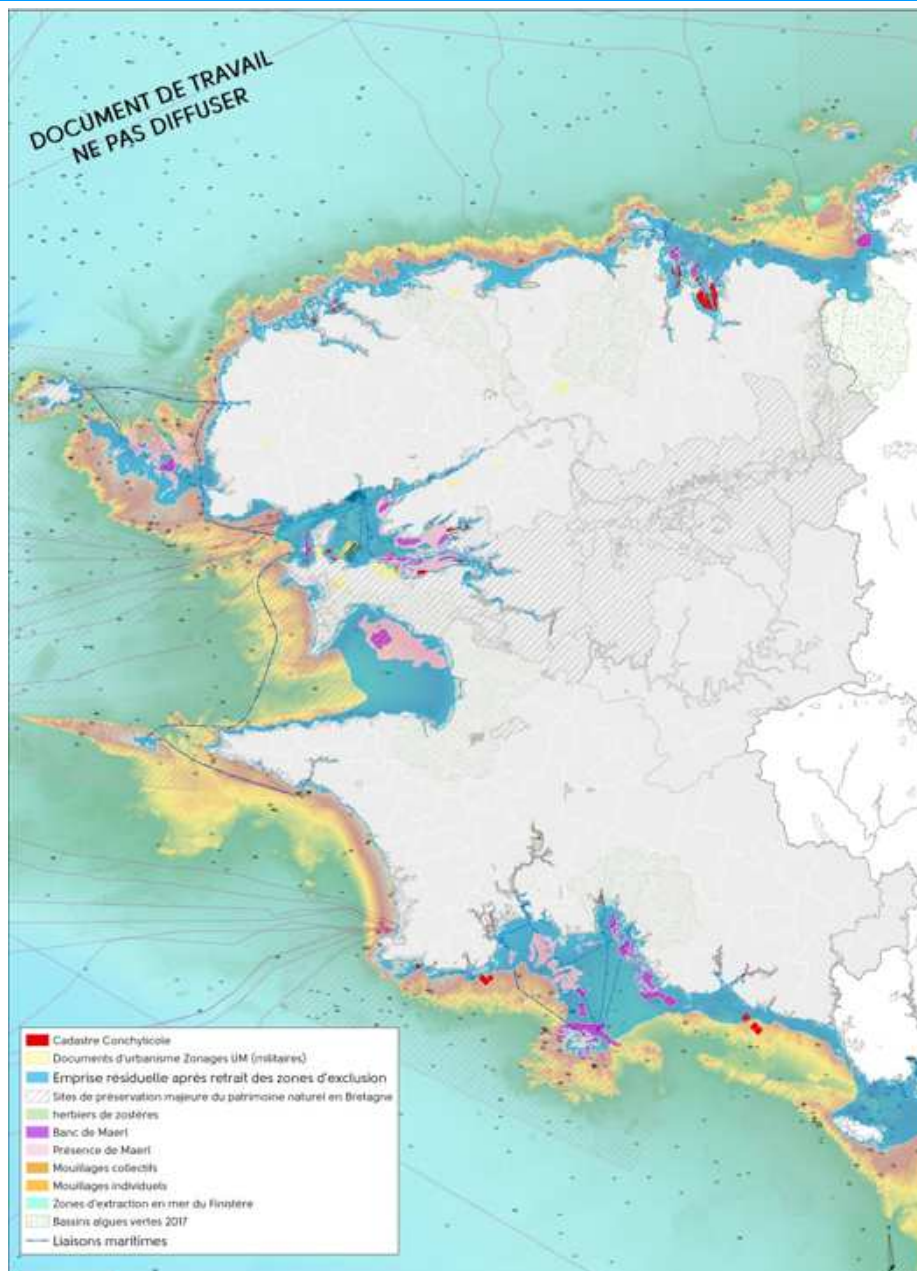 DOCUMENT DE TRAVAIL
NE PAS DIFFUSER
Cadastre Conchylicole
Documents d'urbanisme Zonages UM (militaires)
Emprise résiduelle après retrait des zones d'exclusion
Sites de préservation majeure du patrimoine naturel en Bretagne
herbiers de zostères
Banc de Maerl
Présence de Maerl
Mouillages collectifs
Mouillages individuels
Zones d'extraction en mer du Finistère
Bassins algues vertes 2017
Liaisons maritimes